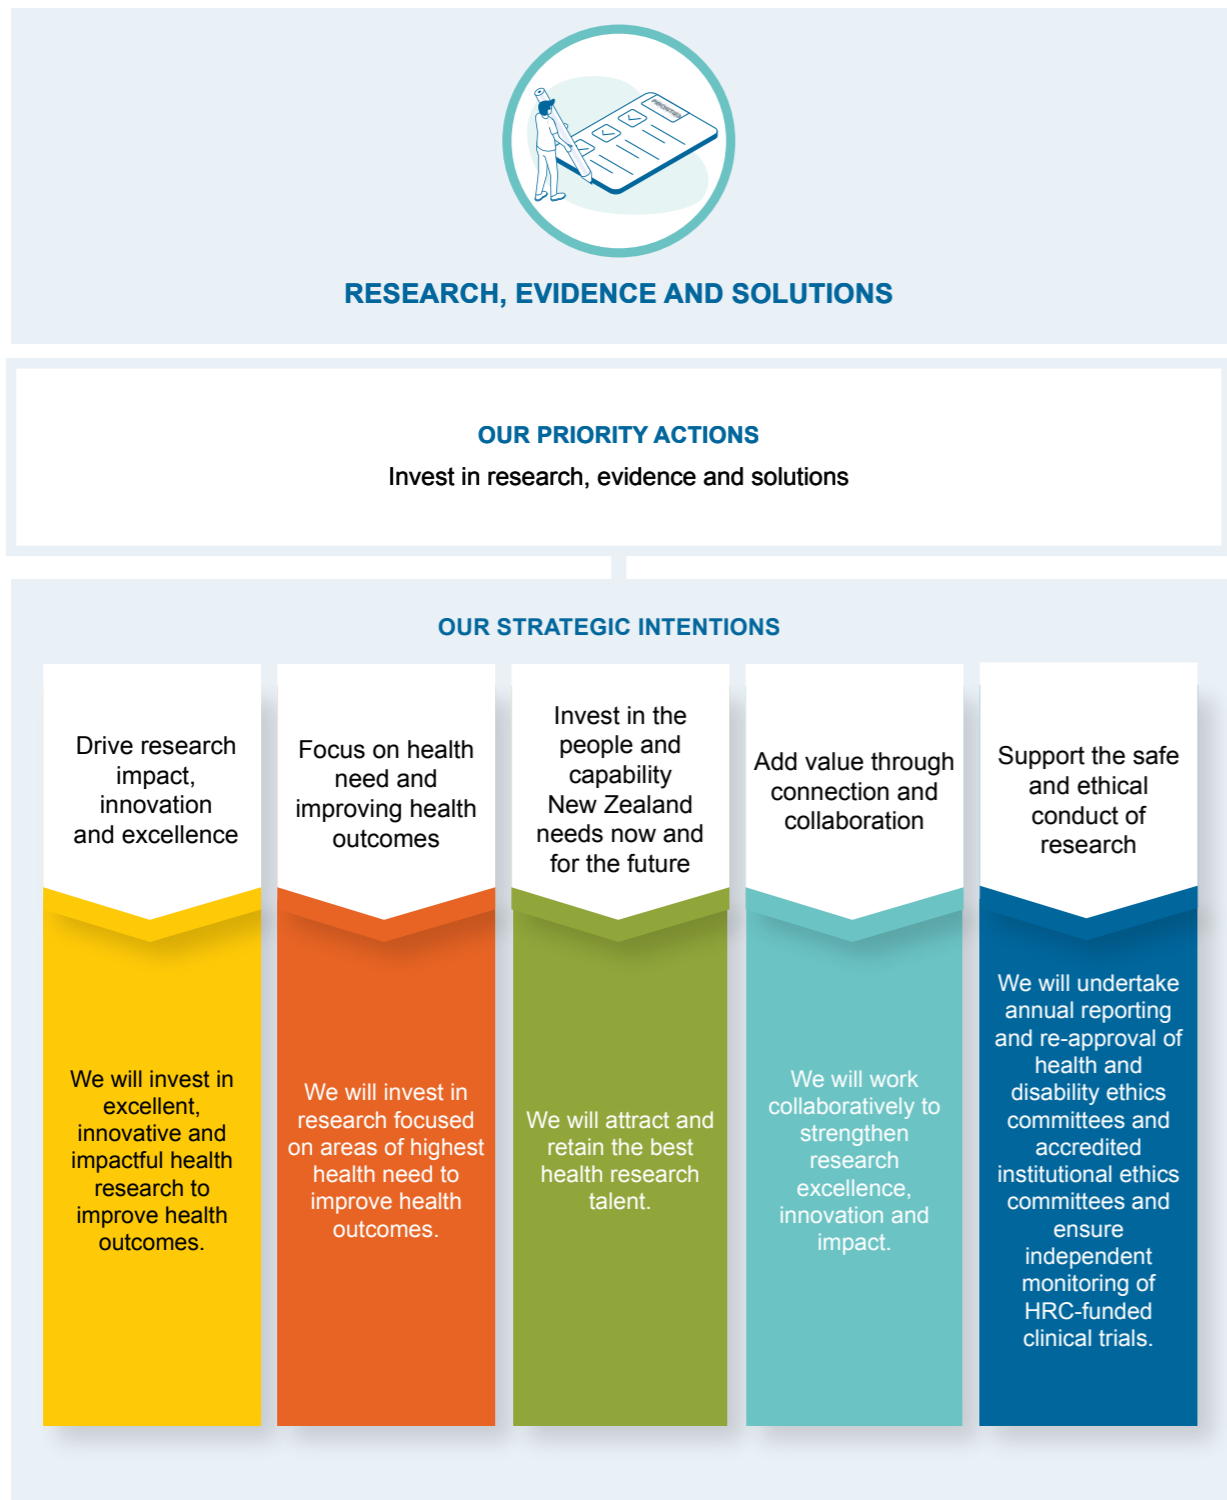 PRIORITIES
RESEARCH, EVIDENCE AND SOLUTIONS
OUR PRIORITY ACTIONS
Invest in research, evidence and solutions
OUR STRATEGIC INTENTIONS
Drive research
impact,
innovation
and excellence
We will invest in
excellent,
innovative and
impactful health
research to
improve health
outcomes.
Focus on health
need and
improving health
outcomes
We will invest in
research focused
on areas of highest
health need to
improve health
outcomes.
Invest in the
people and
capability
New Zealand
needs now and
for the future
We will attract and
retain the best
health research
talent.
Add value through
connection and
collaboration
We will work
collaboratively to
strengthen
research
excellence,
innovation and
impact.
Support the safe
and ethical
conduct of
research
We will undertake
annual reporting
and re-approval of
health and
disability ethics
committees and
accredited
institutional ethics
committees and
ensure
independent
monitoring of
HRC-funded
clinical trials.